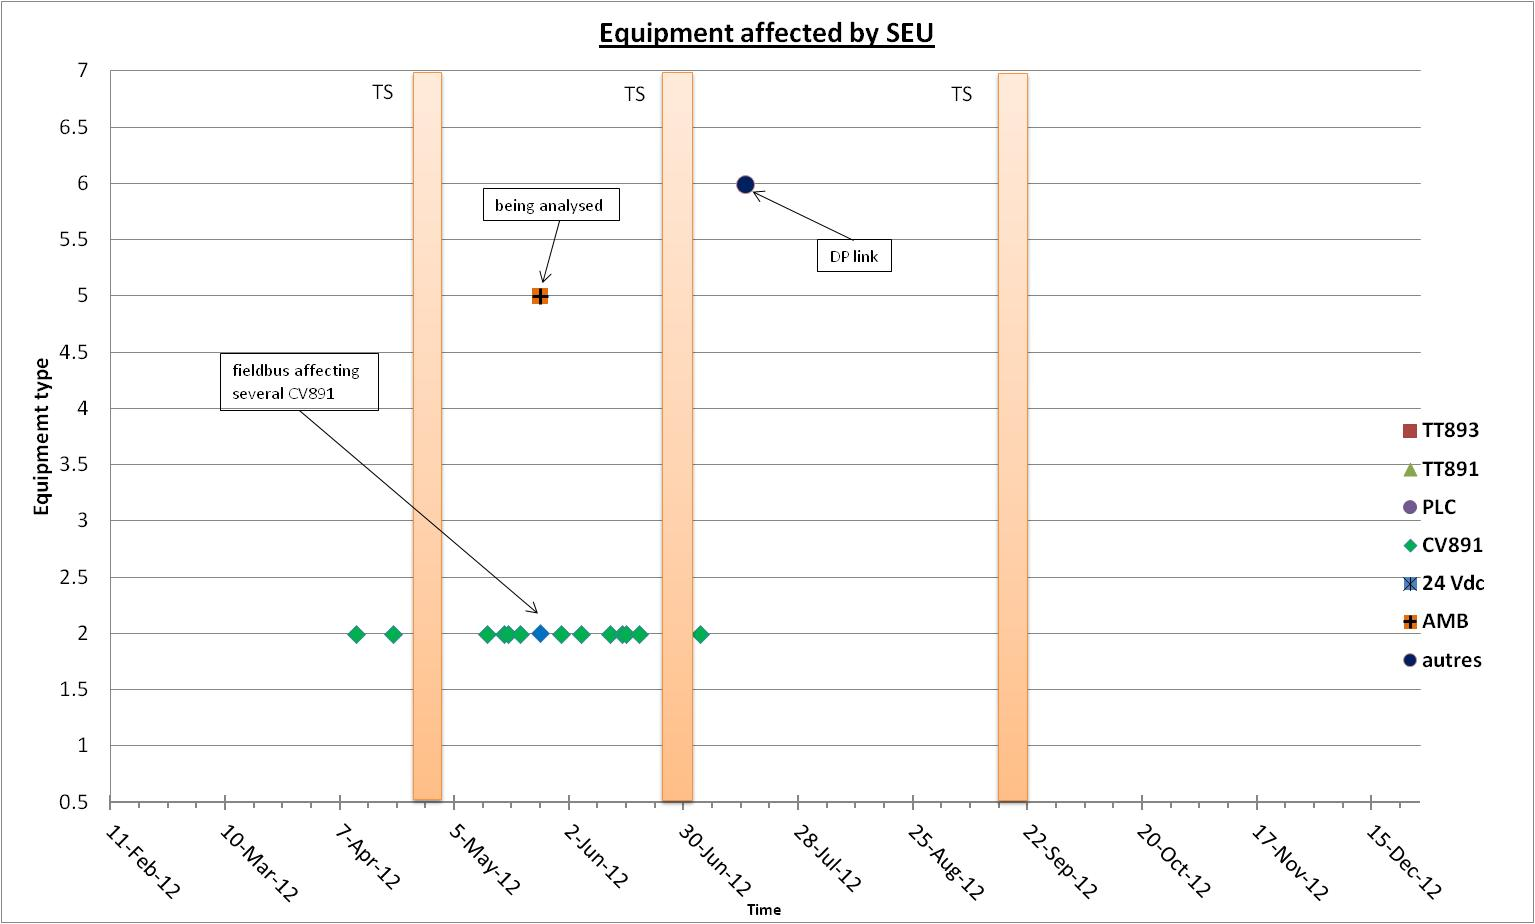 Equipment affected by SEU
7
6.5
6
5.5
5
4.5
4
3.5
3
2.5
2
1.5
1
0.5
Equipmemt type
TS
TS
TS
being analysed
DP link
fieldbus affecting
several CV891
TT893
TT891
PLC
CV891
24 Vdc
AMB
autres
11-Feb-12
10-Mar-12
7-Apr-12
5-May-12
2-Jun-12
30-Jun-12
28-Jul-12
25-Aug-12
22-Sep-12
20-Oct-12
17-Nov-12
15-Dec-12
Time